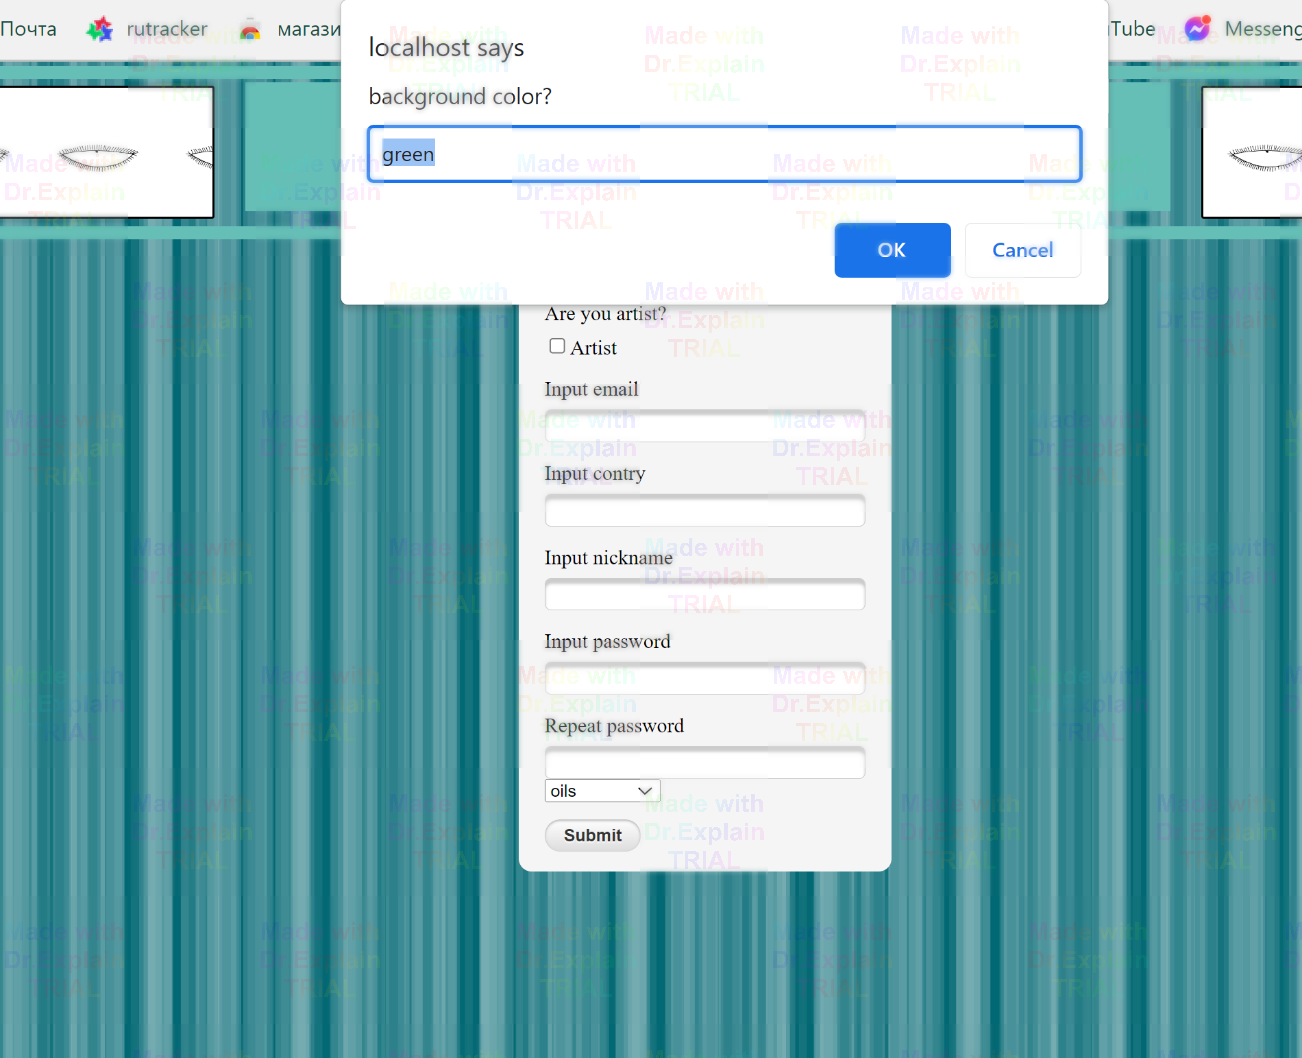 Почта rutracker магази Tube Messeng
localhost says
background color?
green
OK Cancel
Are you artist?
Artist
Input email
Input contry
Input nickname
Input password
Repeat password
oils
Submit
Made with
Dr.Explain
TRIAL